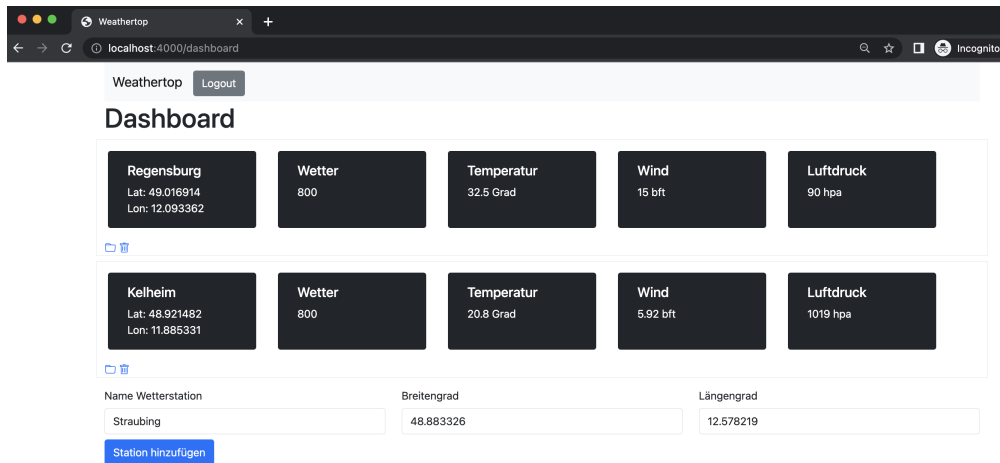 Weathertop
localhost:4000/dashboard
Incognito
Weathertop Logout
Dashboard
Regensburg
Lat: 49.016914
Lon: 12.093362
Wetter
800
Temperatur
32.5 Grad
Wind
15 bft
Luftdruck
90 hpa
Kelheim
Lat: 48.921482
Lon: 11.885331
Wetter
800
Temperatur
20.8 Grad
Wind
5.92 bft
Luftdruck
1019 hpa
Name Wetterstation
Straubing
Breitengrad
48.883326
Längengrad
12.578219
Station hinzufügen